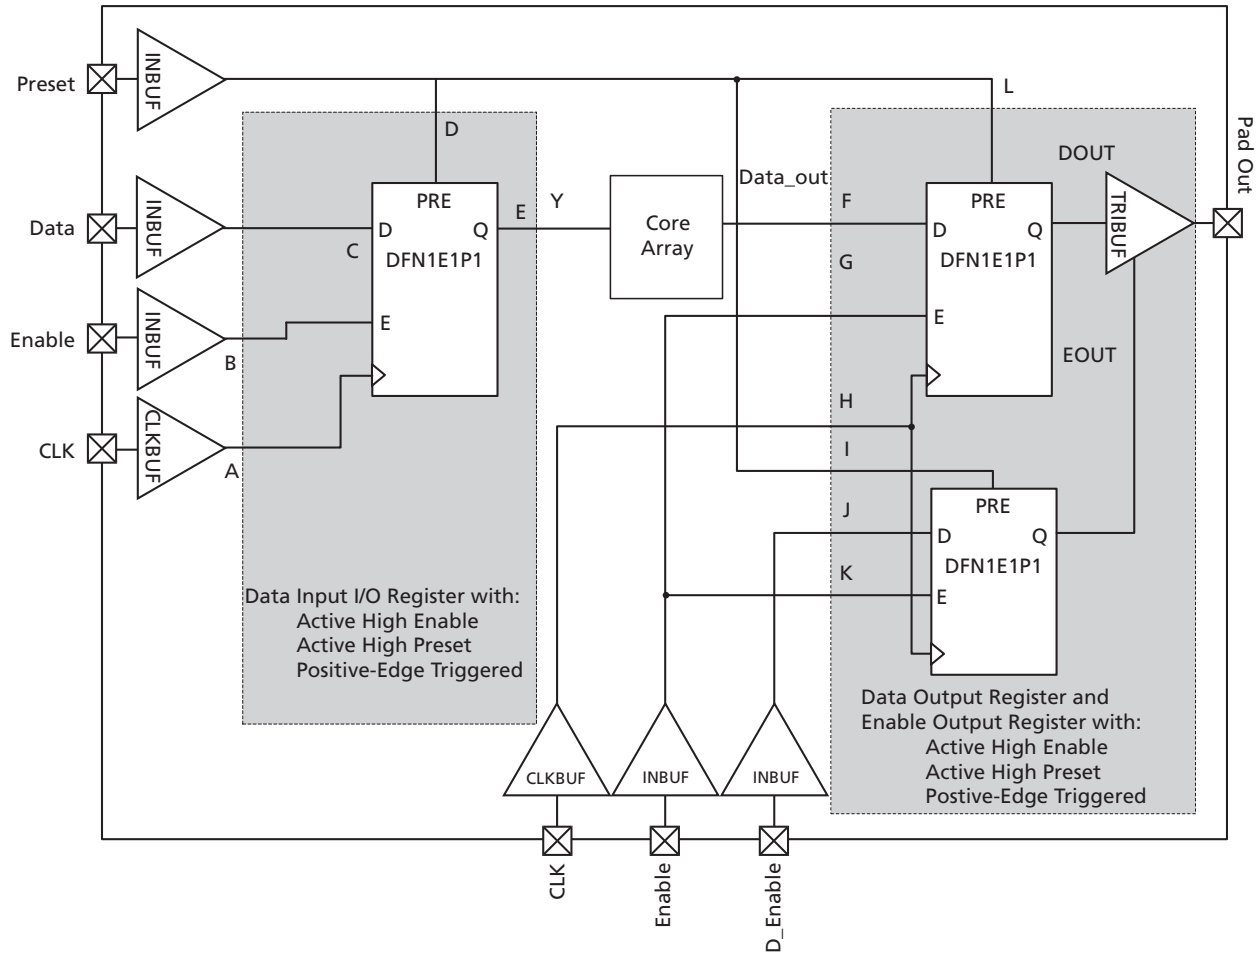 Preset
INBUF
D
L
Data
INBUF
PRE
D
Q
C
DFN1E1P1
E
E
Y
Core
Array
Data_out
F
G
PRE
D
Q
DFN1E1P1
E
DOUT
TRIBUF
Pad Out
EOUT
Enable
INBUF
B
CLK
CLKBUF
A
H
I
J
K
PRE
D
Q
DFN1E1P1
E
Data Input I/O Register with:
Active High Enable
Active High Preset
Positive-Edge Triggered
Data Output Register and
Enable Output Register with:
Active High Enable
Active High Preset
Postive-Edge Triggered
CLKBUF
INBUF
INBUF
CLK
Enable
D_Enable